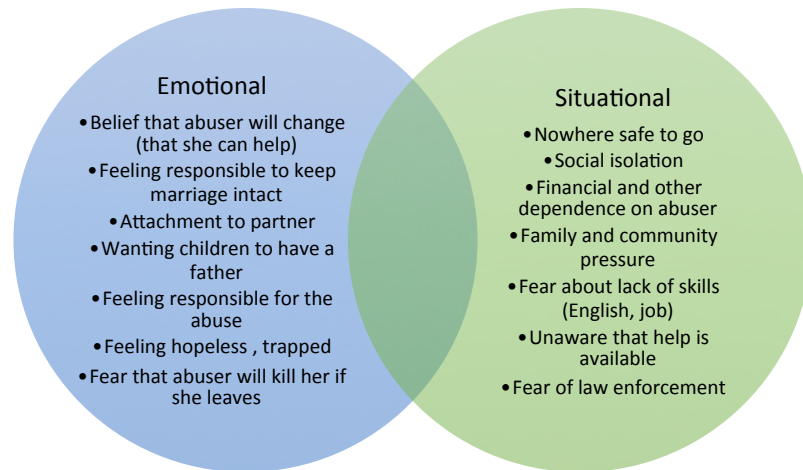 Emotional
•Belief that abuser will change
(that she can help)
•Feeling responsible to keep
marriage intact
•Attachment to partner
•Wanting children to have a
father
•Feeling responsible for the
abuse
•Feeling hopeless , trapped
•Fear that abuser will kill her if
she leaves
Situational
•Nowhere safe to go
•Social isolation
•Financial and other
dependence on abuser
•Family and community
pressure
•Fear about lack of skills
(English, job)
•Unaware that help is
available
•Fear of law enforcement